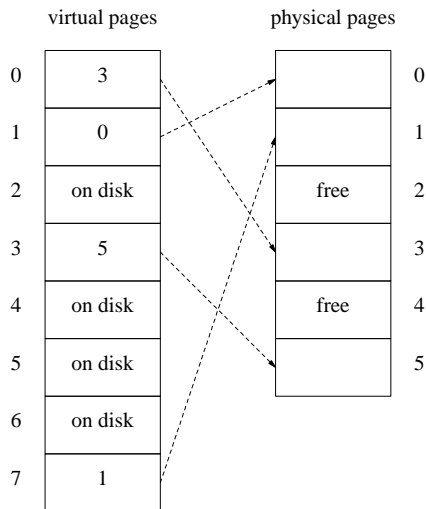 virtual pages physical pages
0 3 0
1 0 1
2 on disk free 2
3 5 3
4 on disk free 4
5 on disk 5
6 on disk
7 1